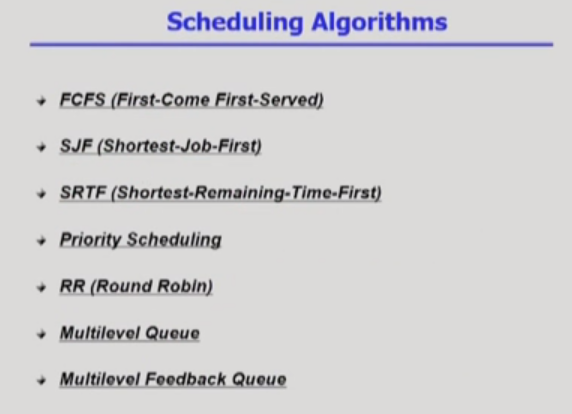 Scheduling Algorithms
FCFS (First-Come First-Served)
SJF (Shortest-Job-First)
SRTF (Shortest-Remaining-Time-First)
Priority Scheduling
RR (Round Robin)
Multilevel Queue
Multilevel Feedback Queue